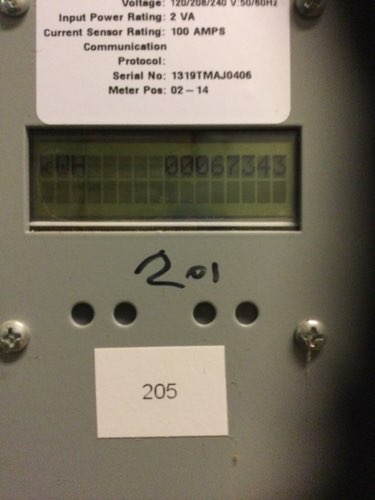 Voltage: 120/208/240 V.50/60Hz
Input Power Rating: 2 VA
Current Sensor Rating: 100 AMPS
Communication
Protocol:
Serial No: 1319TMAJ0406
Meter Pos: 02 – 14
KWH 00067343
201
205